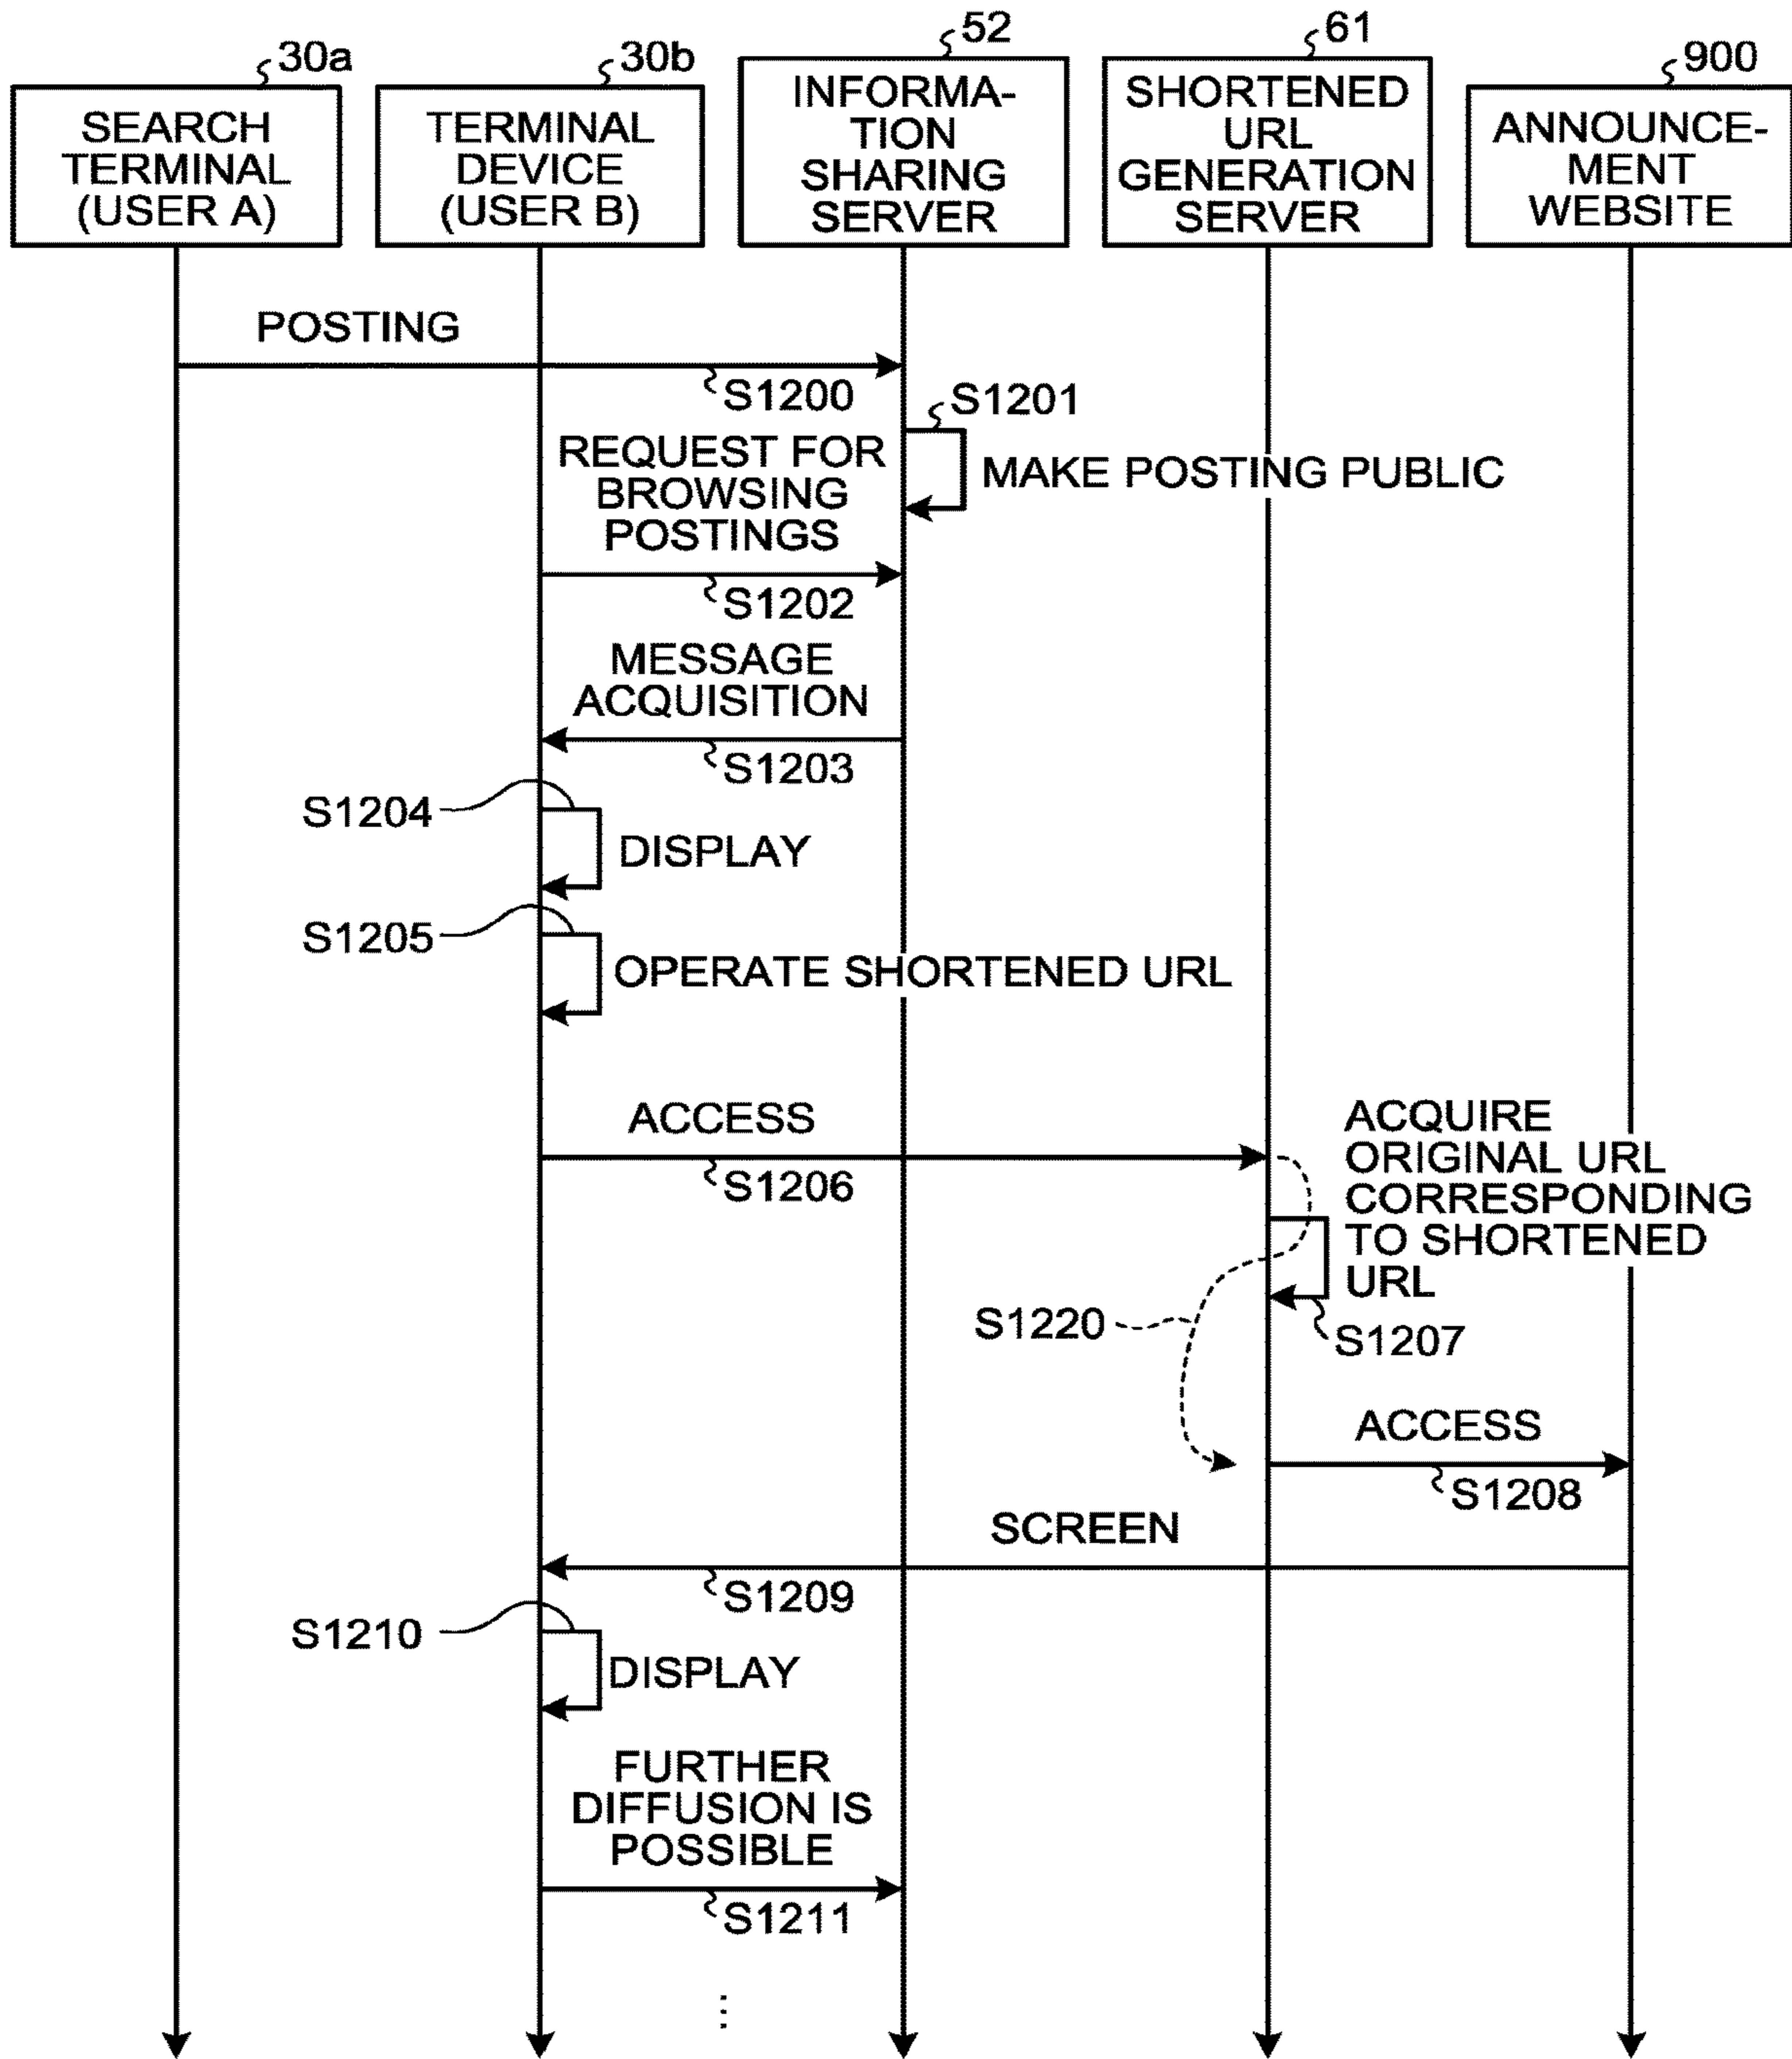 30a
30b
52
61
900
SEARCH
TERMINAL
(USER A)
TERMINAL
DEVICE
(USER B)
INFORMA-
TION
SHARING
SERVER
SHORTENED
URL
GENERATION
SERVER
ANNOUNCE-
MENT
WEBSITE
POSTING
S1200
S1201
MAKE POSTING PUBLIC
REQUEST FOR
BROWSING
POSTINGS
S1202
MESSAGE
ACQUISITION
S1203
S1204
DISPLAY
S1205
OPERATE SHORTENED URL
ACCESS
S1206
ACQUIRE
ORIGINAL URL
CORRESPONDING
TO SHORTENED
URL
S1220
S1207
ACCESS
S1208
SCREEN
S1209
S1210
DISPLAY
FURTHER
DIFFUSION IS
POSSIBLE
S1211
⋮